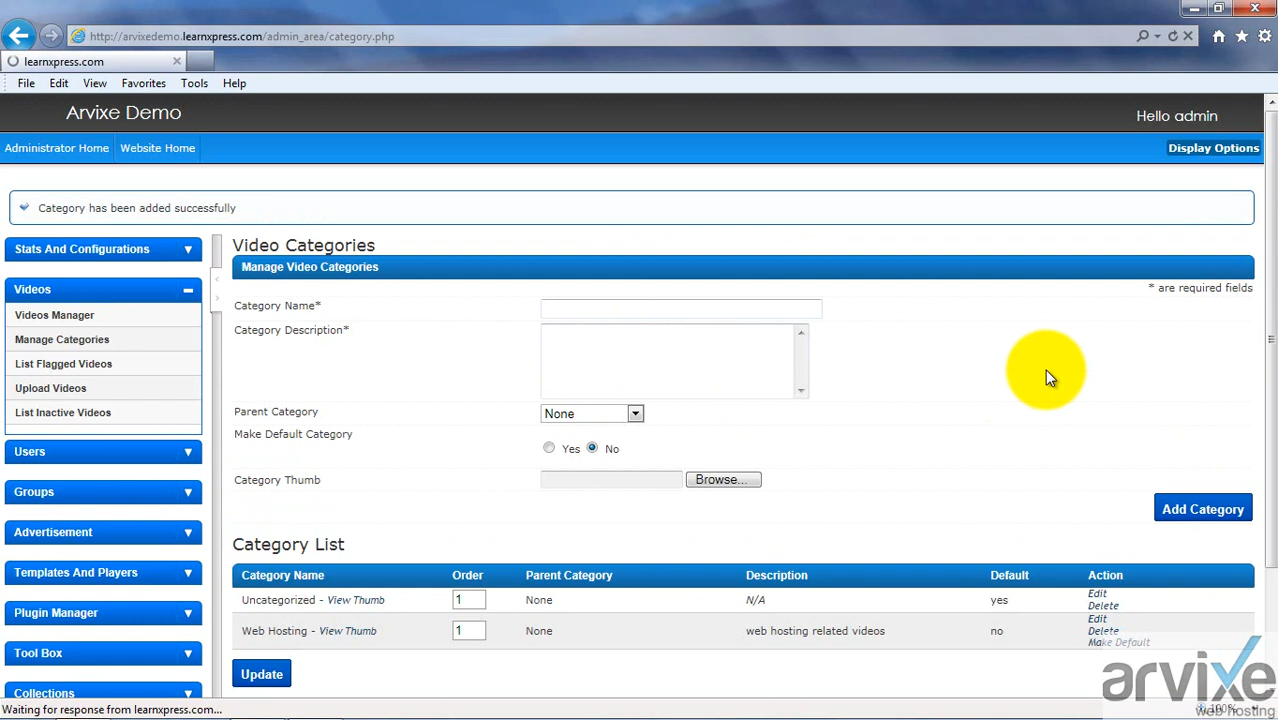 http://arvixedemo.learnxpress.com/admin_area/category.php
learnxpress.com
File Edit View Favorites Tools Help
Arvixe Demo
Hello admin
Administrator Home Website Home Display Options
Category has been added successfully
Stats And Configurations
Videos
Videos Manager
Manage Categories
List Flagged Videos
Upload Videos
List Inactive Videos
Users
Groups
Advertisement
Templates And Players
Plugin Manager
Tool Box
Collections
Video Categories
Manage Video Categories
* are required fields
Category Name*
Category Description*
Parent Category None
Make Default Category
Yes No
Category Thumb Browse...
Add Category
Category List
Category Name Order Parent Category Description Default Action
Uncategorized - View Thumb 1 None N/A yes Edit
Delete
Web Hosting - View Thumb 1 None web hosting related videos no Edit
Delete
Make Default
Update
Waiting for response from learnxpress.com...
100%
arvixe
web hosting